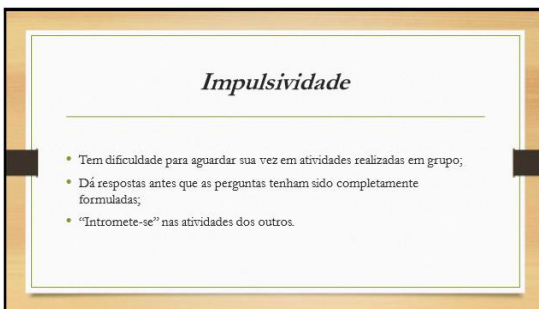 Impulsividade
• Tem dificuldade para aguardar sua vez em atividades realizadas em grupo;
• Dá respostas antes que as perguntas tenham sido completamente
formuladas;
• “Intromete-se” nas atividades dos outros.